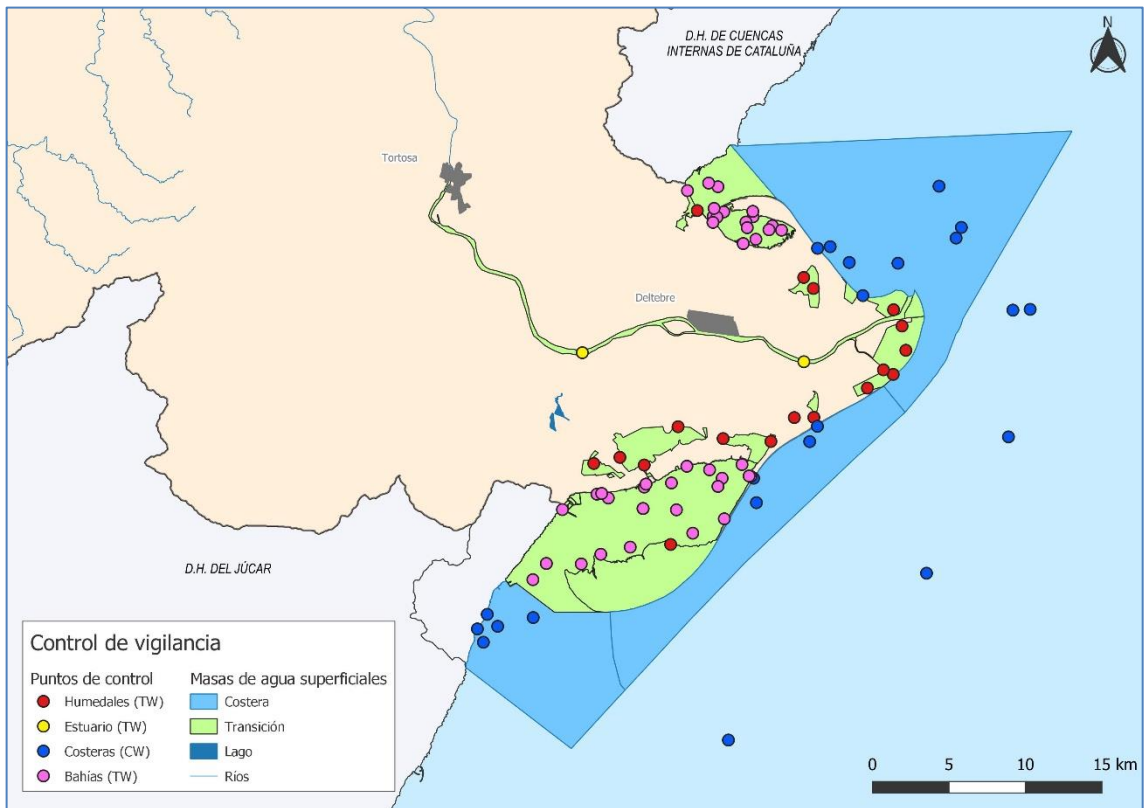 D.H. DE CUENCAS
INTERNAS DE CATALUÑA
N
Tortosa
Deltebre
D.H. DEL JÚCAR
Control de vigilancia
Puntos de control
Humedales (TW)
Estuario (TW)
Costeras (CW)
Bahías (TW)
Masas de agua superficiales
Costera
Transición
Lago
Ríos
0 5 10 15 km